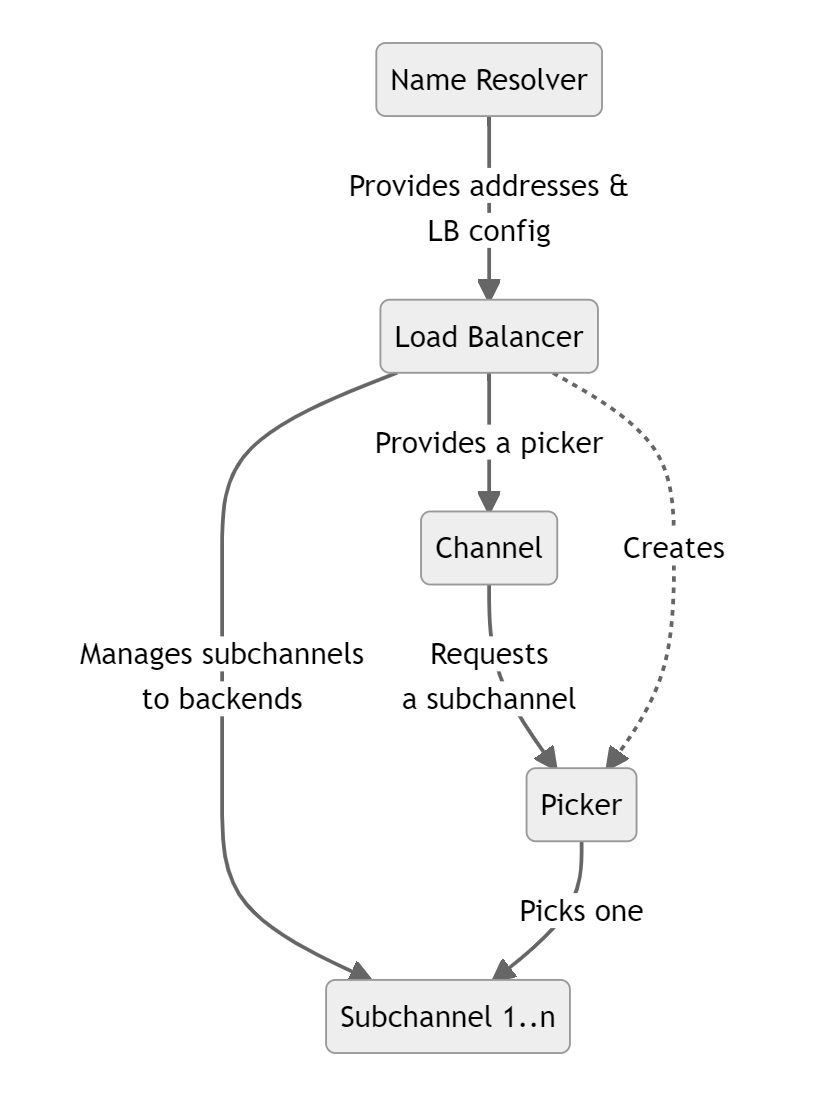 Name Resolver
Provides addresses &
LB config
Load Balancer
Provides a picker
Channel
Creates
Manages subchannels
to backends
Requests
a subchannel
Picker
Picks one
Subchannel 1..n